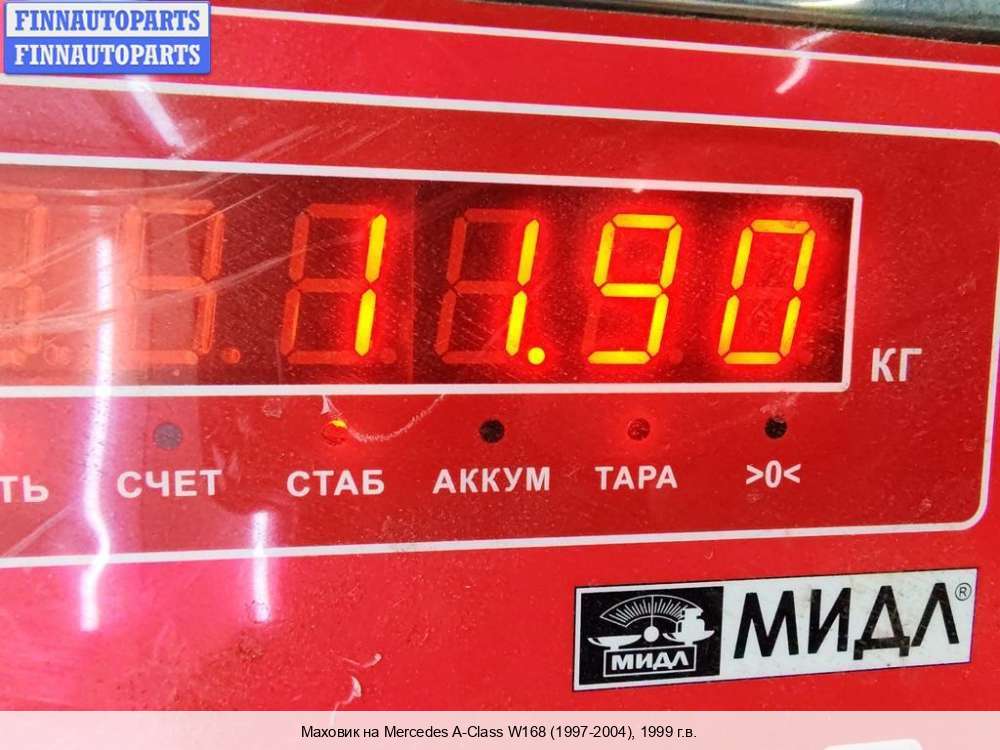 FINNAUTOPARTS
FINNAUTOPARTS
11.90
КГ
ТЬ СЧЕТ СТАБ АККУМ ТАРА >0<
МИДЛ МИДЛ®
Маховик на Mercedes A-Class W168 (1997-2004), 1999 г.в.